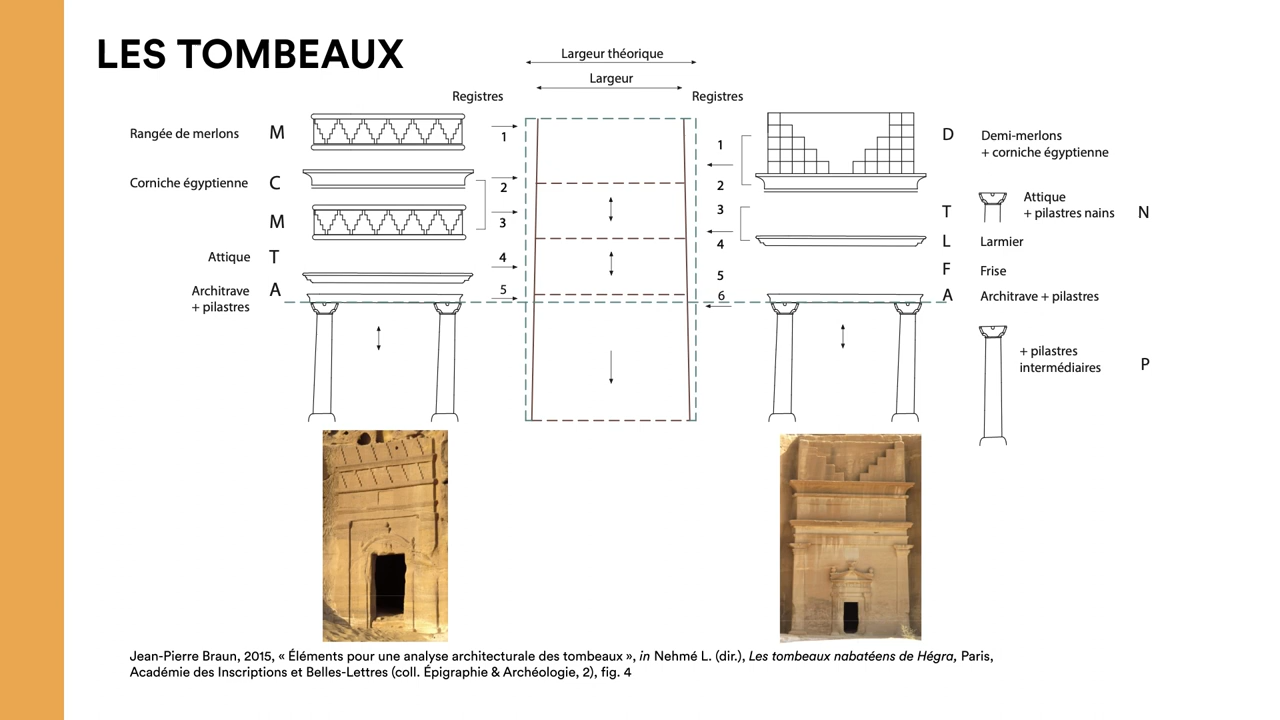 LES TOMBEAUX
Largeur théorique
Largeur
Registres
Registres
Rangée de merlons M
1
Corniche égyptienne C
2
M
3
Attique T
4
Architrave A
+ pilastres
5
1
D Demi-merlons
+ corniche égyptienne
2
3
T
Attique
+ pilastres nains N
4
L Larmier
5
F Frise
6
A Architrave + pilastres
+ pilastres
intermédiaires P
Jean-Pierre Braun, 2015, « Éléments pour une analyse architecturale des tombeaux », in Nehmé L. (dir.), Les tombeaux nabatéens de Hégra, Paris,
Académie des Inscriptions et Belles-Lettres (coll. Épigraphie & Archéologie, 2), fig. 4